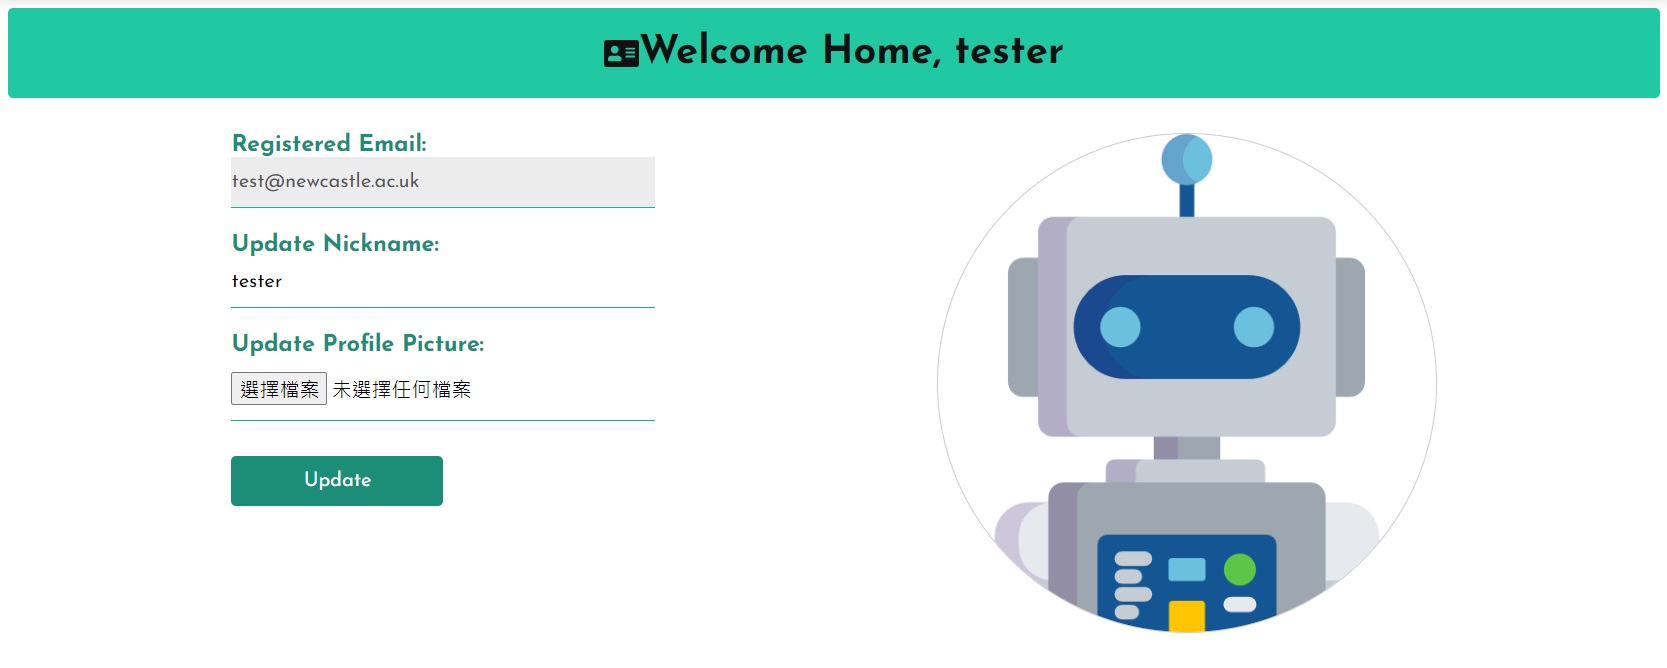 Welcome Home, tester
Registered Email:
test@newcastle.ac.uk
Update Nickname:
tester
Update Profile Picture:
選擇檔案 未選擇任何檔案
Update